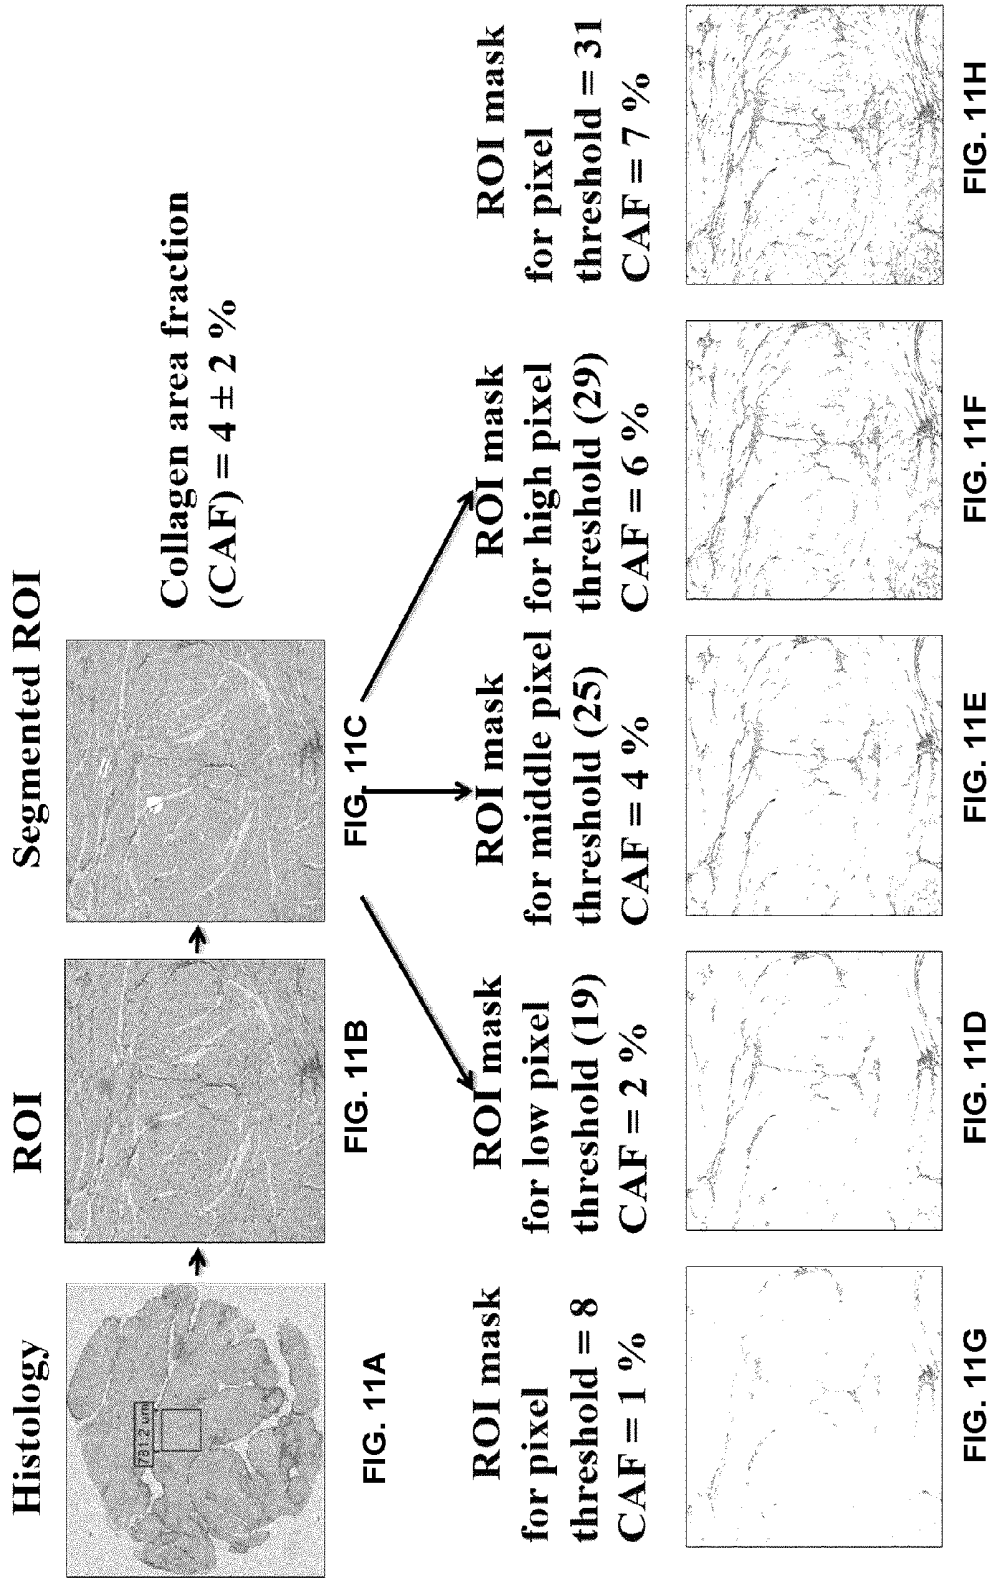 Histology
ROI
Segmented ROI
781.2 um
Collagen area fraction
(CAF) = 4 ± 2 %
FIG. 11A
FIG. 11B
FIG. 11C
ROI mask
for pixel
threshold = 8
CAF = 1 %
ROI mask
for low pixel
threshold (19)
CAF = 2 %
ROI mask
for middle pixel
threshold (25)
CAF = 4 %
ROI mask
for high pixel
threshold (29)
CAF = 6 %
ROI mask
for pixel
threshold = 31
CAF = 7 %
FIG. 11G
FIG. 11D
FIG. 11E
FIG. 11F
FIG. 11H